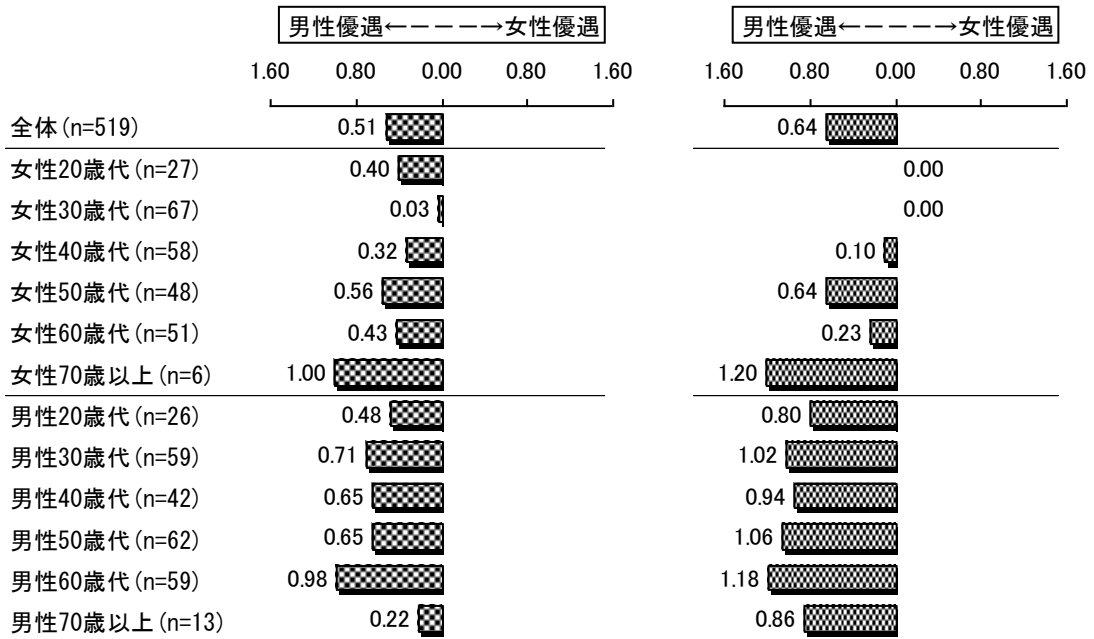 男性優遇←－－－－→女性優遇 男性優遇←－－－－→女性優遇
1.60 0.80 0.00 0.80 1.60 1.60 0.80 0.00 0.80 1.60
全体(n=519) 0.51 0.64
女性20歳代(n=27) 0.40 0.00
女性30歳代(n=67) 0.03 0.00
女性40歳代(n=58) 0.32 0.10
女性50歳代(n=48) 0.56 0.64
女性60歳代(n=51) 0.43 0.23
女性70歳以上(n=6) 1.00 1.20
男性20歳代(n=26) 0.48 0.80
男性30歳代(n=59) 0.71 1.02
男性40歳代(n=42) 0.65 0.94
男性50歳代(n=62) 0.65 1.06
男性60歳代(n=59) 0.98 1.18
男性70歳以上(n=13) 0.22 0.86